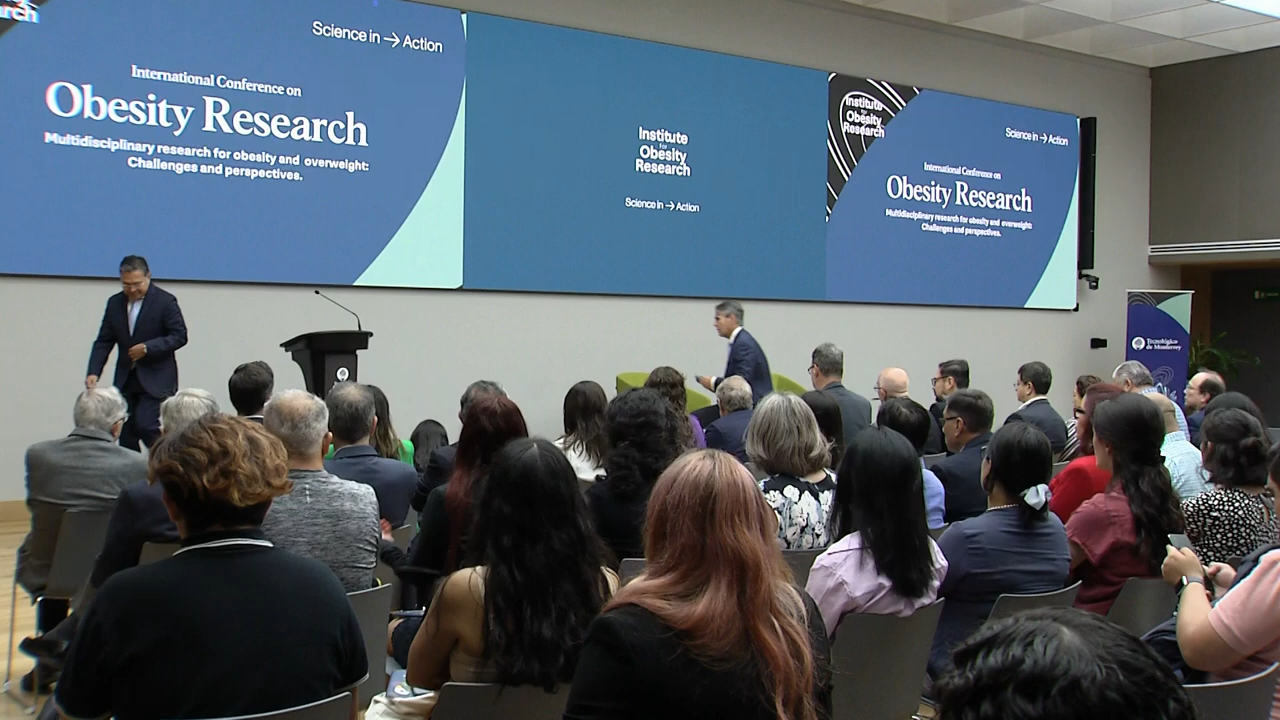 arch
Science in → Action
International Conference on
Obesity Research
Multidisciplinary research for obesity and overweight:
Challenges and perspectives.
Institute
for
Obesity
Research
Science in → Action
Institute
for
Obesity
Research
Science in → Action
International Conference on
Obesity Research
Multidisciplinary research for obesity and overweight:
Challenges and perspectives.
Tecnológico
de Monterrey